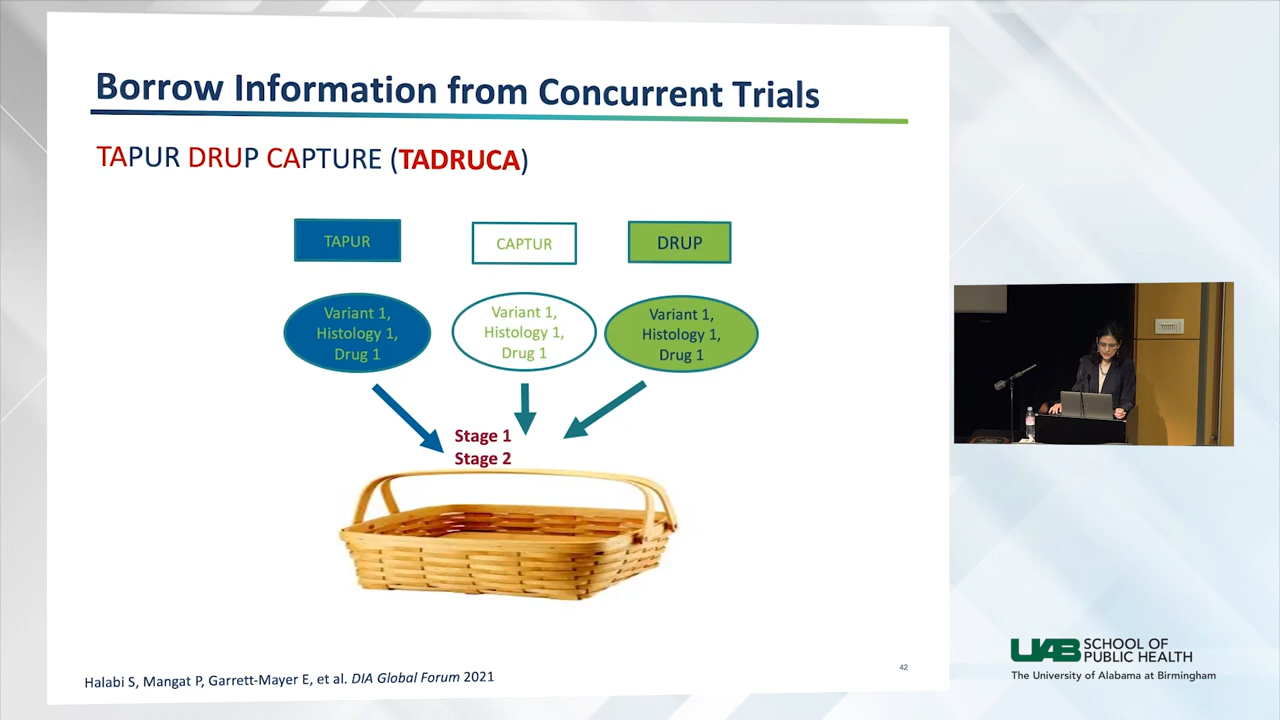 Borrow Information from Concurrent Trials
TAPUR DRUP CAPTURE (TADRUCA)
TAPUR
CAPTUR
DRUP
Variant 1,
Histology 1,
Drug 1
Variant 1,
Histology 1,
Drug 1
Variant 1,
Histology 1,
Drug 1
Stage 1
Stage 2
Halabi S, Mangat P, Garrett-Mayer E, et al. DIA Global Forum 2021
42
UAB SCHOOL OF
PUBLIC HEALTH
The University of Alabama at Birmingham